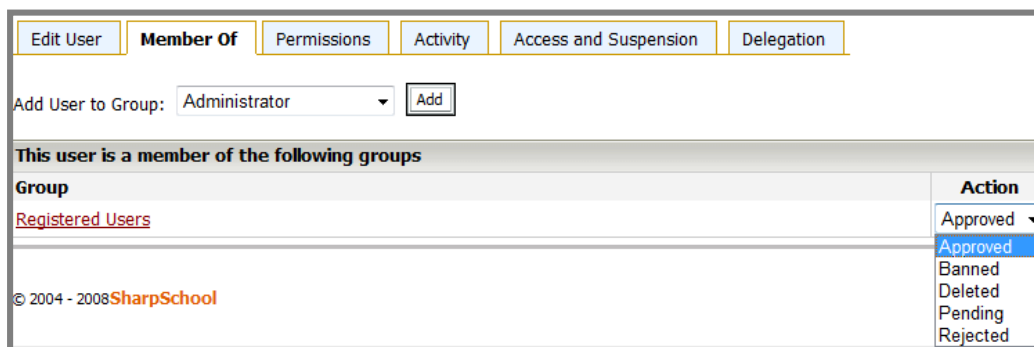 Edit User Member Of Permissions Activity Access and Suspension Delegation
Add User to Group: Administrator Add
This user is a member of the following groups
Group Action
Registered Users Approved
Approved
Banned
Deleted
Pending
Rejected
© 2004 - 2008SharpSchool